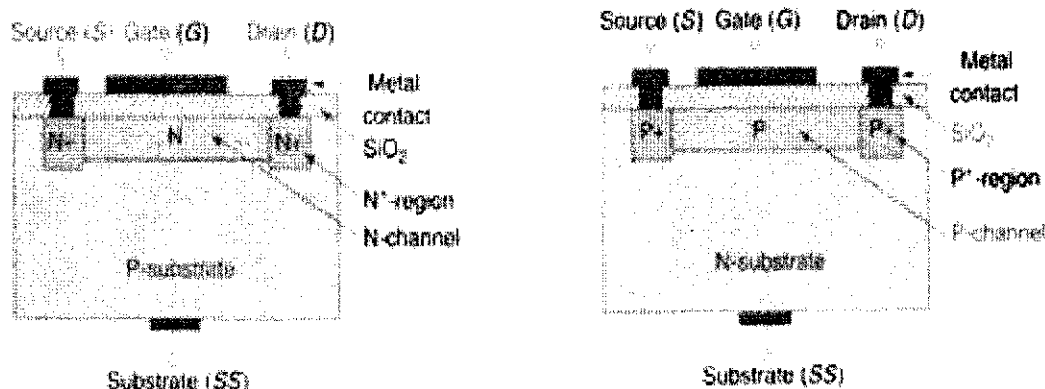 Source (S) Gate (G) Drain (D)
Metal
contact
SiO₂
N+ N N+
N⁺-region
N-channel
P-substrate
Substrate (SS)
Source (S) Gate (G) Drain (D)
Metal
contact
SiO₂
P+ P P+
P⁺-region
P-channel
N-substrate
Substrate (SS)